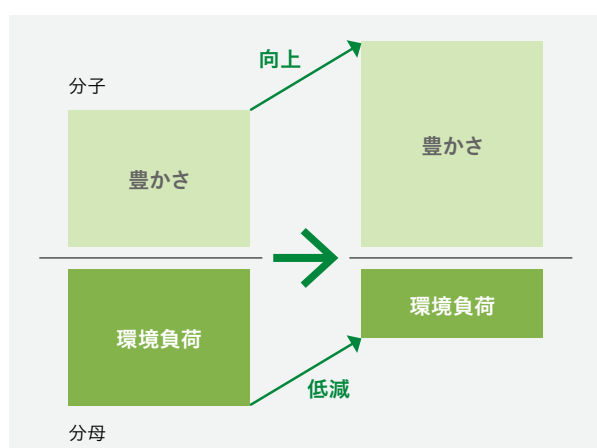 分子
向上
豊かさ
豊かさ
環境負荷
環境負荷
低減
分母